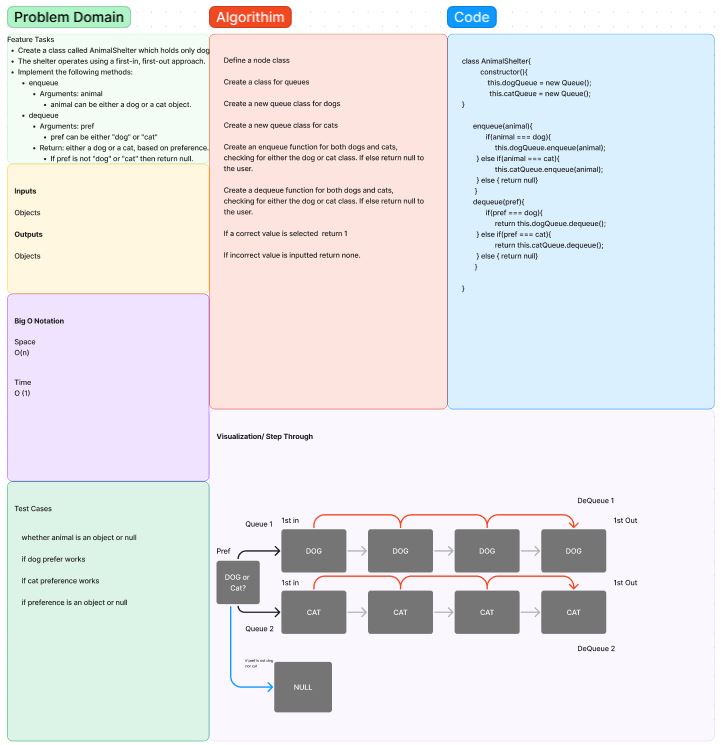 Problem Domain
Feature Tasks
• Create a class called AnimalShelter which holds only dog
• The shelter operates using a first-in, first-out approach.
• Implement the following methods:
• enqueue
• Arguments: animal
• animal can be either a dog or a cat object.
• dequeue
• Arguments: pref
• pref can be either "dog" or "cat"
• Return: either a dog or a cat, based on preference.
• If pref is not "dog" or "cat" then return null.
Inputs
Objects
Outputs
Objects
Big O Notation
Space
O(n)
Time
O (1)
Test Cases
whether animal is an object or null
if dog prefer works
if cat preference works
if preference is an object or null
Algorithim
Define a node class
Create a class for queues
Create a new queue class for dogs
Create a new queue class for cats
Create an enqueue function for both dogs and cats,
checking for either the dog or cat class. If else return null to
the user.
Create a dequeue function for both dogs and cats,
checking for either the dog or cat class. If else return null to
the user.
If a correct value is selected  return 1
If incorrect value is inputted return none.
Code
class AnimalShelter{
constructor(){
this.dogQueue = new Queue();
this.catQueue = new Queue();
}
enqueue(animal){
if(animal === dog){
this.dogQueue.enqueue(animal);
} else if(animal === cat){
this.catQueue.enqueue(animal);
} else { return null}
}
dequeue(pref){
if(pref === dog){
return this.dogQueue.dequeue();
} else if(pref === cat){
return this.catQueue.dequeue();
} else { return null}
}
}
Visualization/ Step Through
DeQueue 1
Queue 1
1st in
1st Out
Pref
DOG
DOG
DOG
DOG
DOG or
Cat?
1st in
1st Out
CAT
CAT
CAT
CAT
Queue 2
DeQueue 2
if pref is not dog
nor cat
NULL